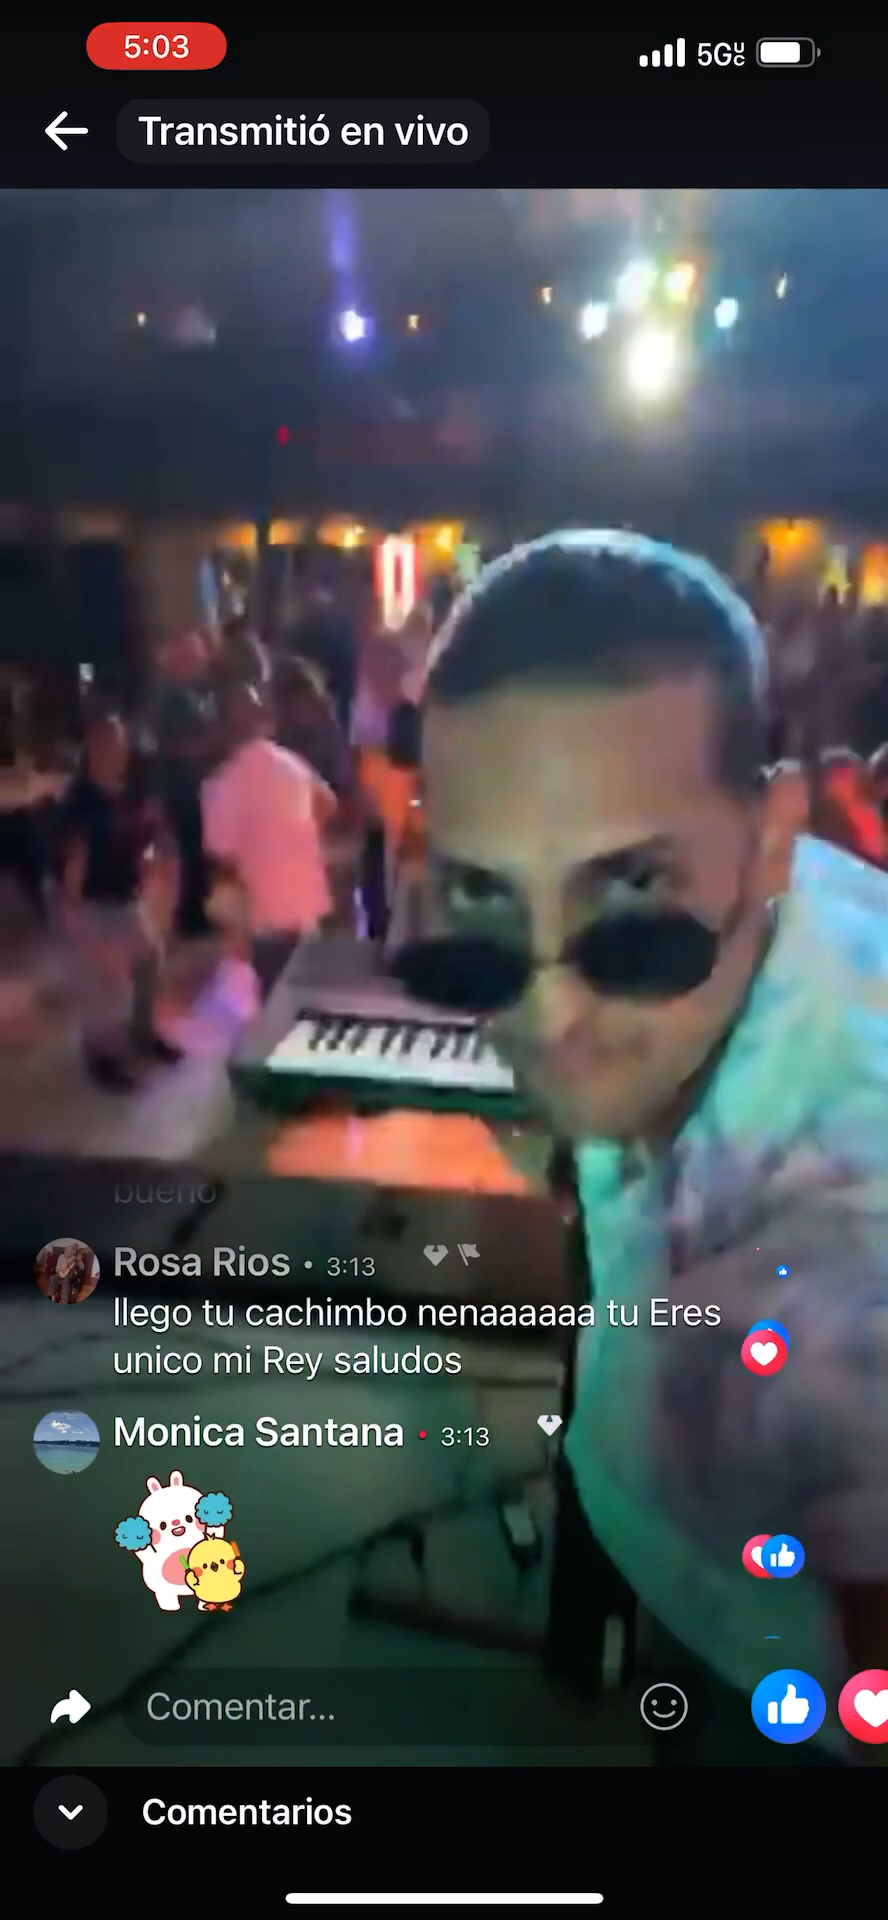 5:03
5G UC
Transmitió en vivo
bueno
Rosa Rios • 3:13
llego tu cachimbo nenaaaaaa tu Eres
unico mi Rey saludos
Monica Santana • 3:13
Comentar...
Comentarios